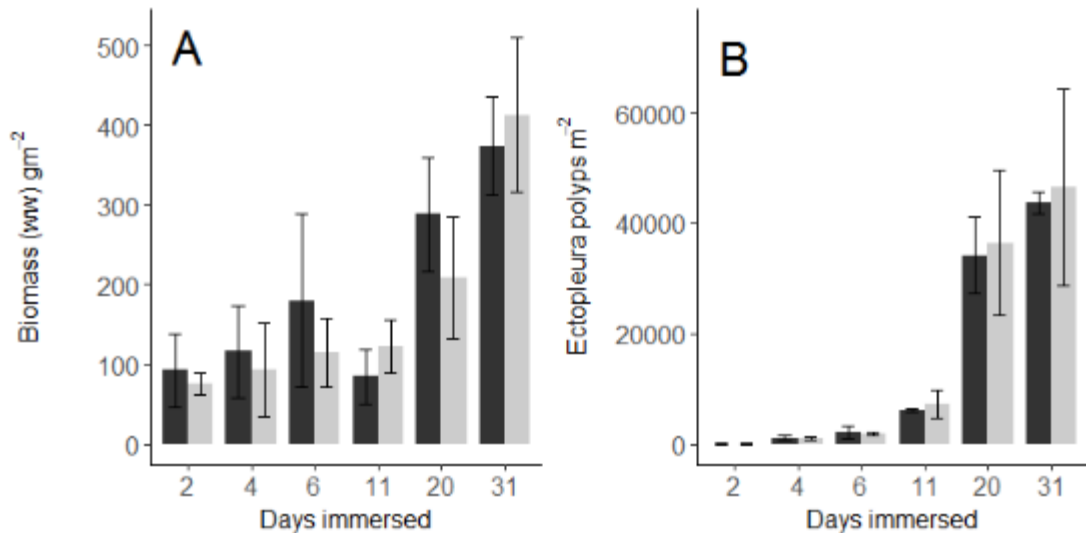 A
Biomass (ww) gm⁻²
500
400
300
200
100
0
2 4 6 11 20 31
Days immersed
B
Ectopleura polyps m⁻²
60000
40000
20000
0
2 4 6 11 20 31
Days immersed